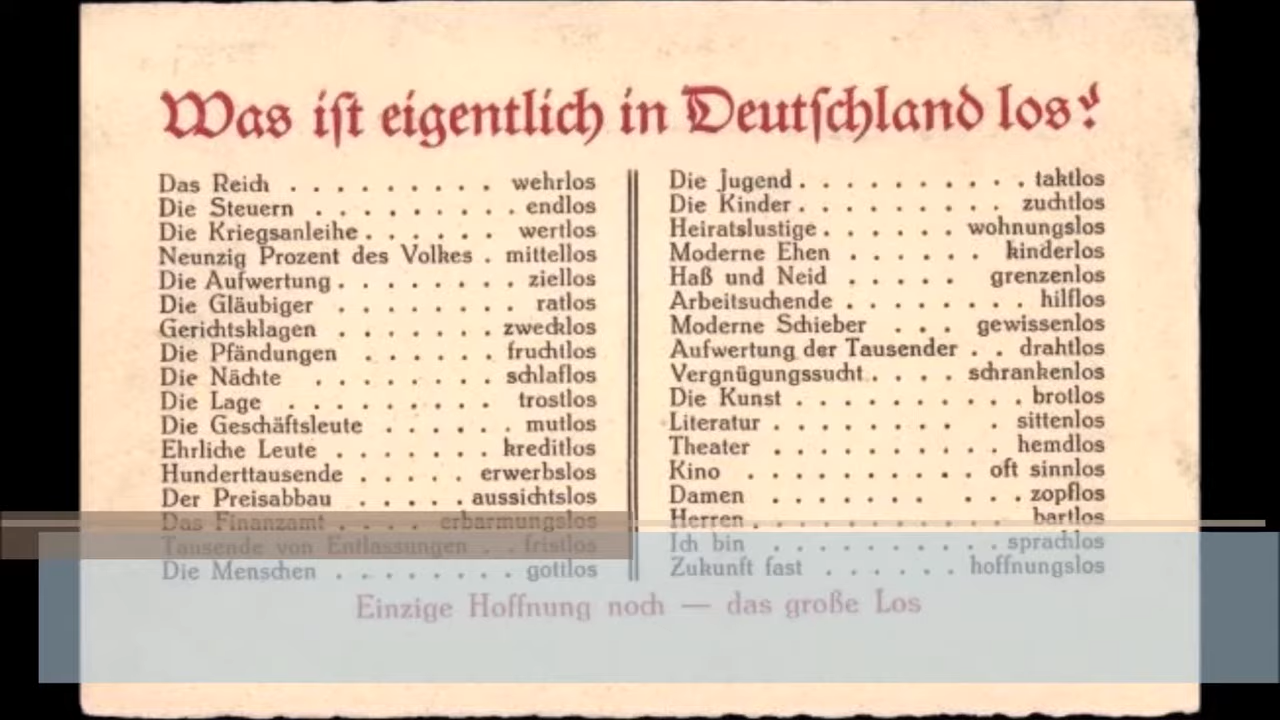 Was ist eigentlich in Deutschland los?
Das Reich . . . . . . . . . wehrlos
Die Steuern . . . . . . . . . endlos
Die Kriegsanleihe . . . . . . wertlos
Neunzig Prozent des Volkes . mittellos
Die Aufwertung . . . . . . . . ziellos
Die Gläubiger . . . . . . . ratlos
Gerichtsklagen . . . . . . . zwecklos
Die Pfändungen . . . . . . fruchtlos
Die Nächte . . . . . . . . schlaflos
Die Lage . . . . . . . . . trostlos
Die Geschäftsleute . . . . . . mutlos
Ehrliche Leute . . . . . . . kreditlos
Hunderttausende . . . . . erwerbslos
Der Preisabbau . . . . . aussichtslos
Das Finanzamt . . . . erbarmungslos
Tausende von Entlassungen . . fristlos
Die Menschen . . . . . . . gottlos
Die Jugend . . . . . . . . . . taktlos
Die Kinder . . . . . . . . . zuchtlos
Heiratslustige . . . . . . wohnungslos
Moderne Ehen . . . . . . kinderlos
Haß und Neid . . . . . . grenzenlos
Arbeitsuchende . . . . . . . . hilflos
Moderne Schieber . . . gewissenlos
Aufwertung der Tausender . . drahtlos
Vergnügungssucht . . . . schrankenlos
Die Kunst . . . . . . . . . . brotlos
Literatur . . . . . . . . . sittenlos
Theater . . . . . . . . . hemdlos
Kino . . . . . . . . . oft sinnlos
Damen . . . . . . . . . . zopflos
Herren . . . . . . . . . . bartlos
Ich bin . . . . . . . . . . sprachlos
Zukunft fast . . . . . . hoffnungslos
Einzige Hoffnung noch — das große Los